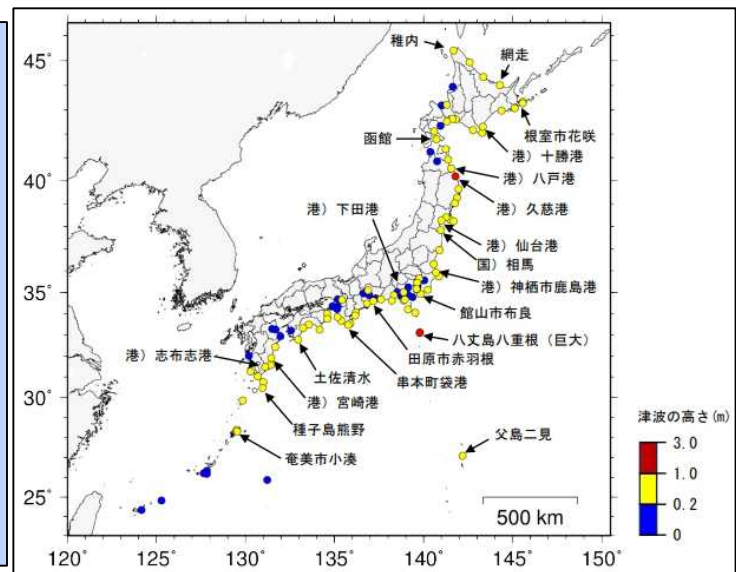 稚内
網走
45°
函館
根室市花咲
港）十勝港
40°
港）八戸港
港）下田港
港）久慈港
港）仙台港
国）相馬
35°
港）神栖市鹿島港
館山市布良
八丈島八重根（巨大）
田原市赤羽根
港）志布志港
土佐清水
串本町袋港
30°
港）宮崎港
種子島熊野
父島二見
奄美市小湊
津波の高さ(m)
3.0
1.0
0.2
0
25°
500 km
120°
125°
130°
135°
140°
145°
150°